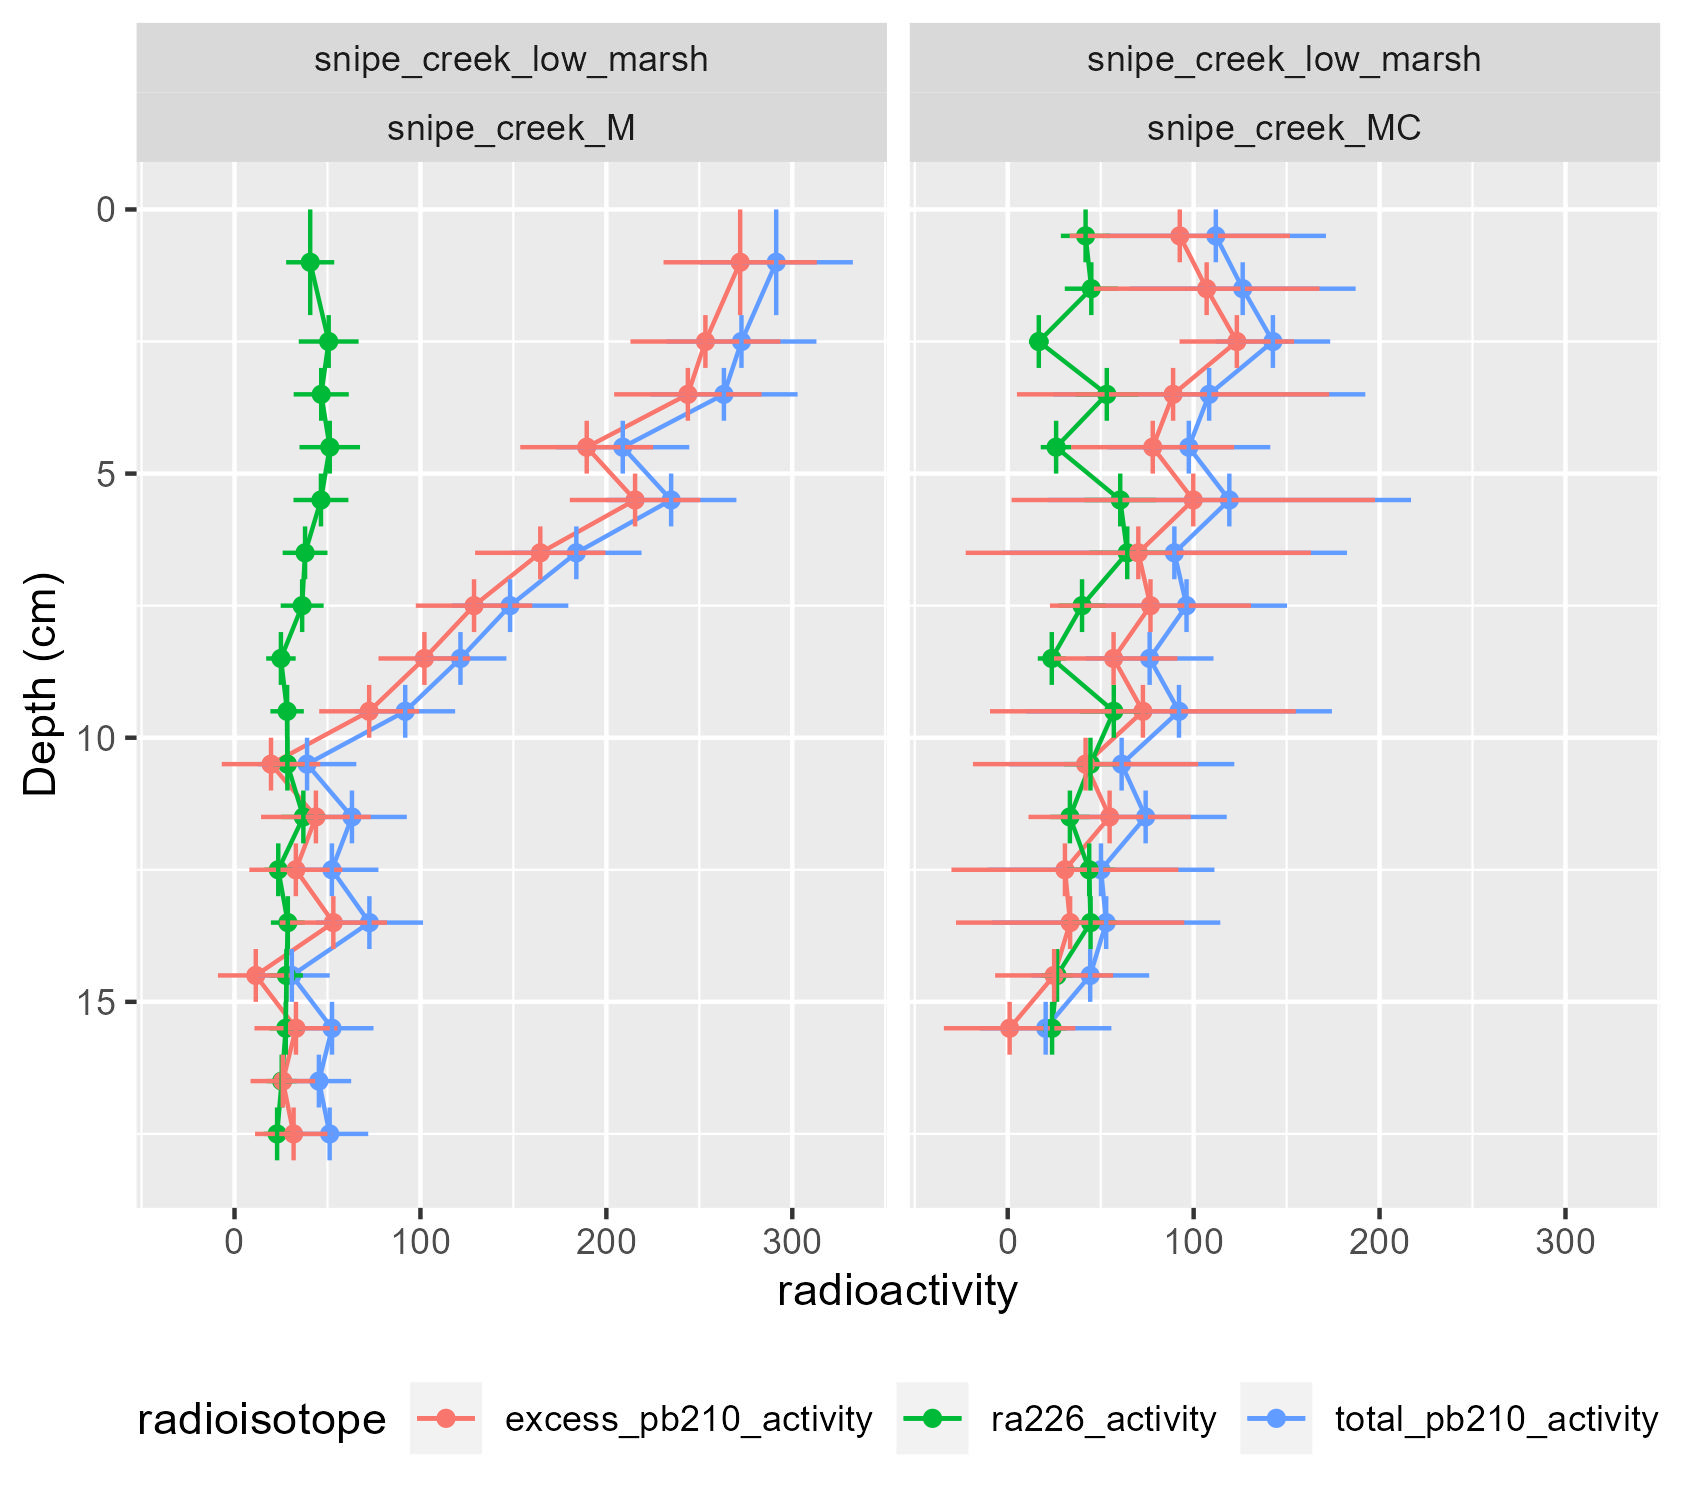 snipe_creek_low_marsh snipe_creek_low_marsh
snipe_creek_M snipe_creek_MC
0
5
10
15
Depth (cm)
0 100 200 300 0 100 200 300
radioactivity
radioisotope excess_pb210_activity ra226_activity total_pb210_activity